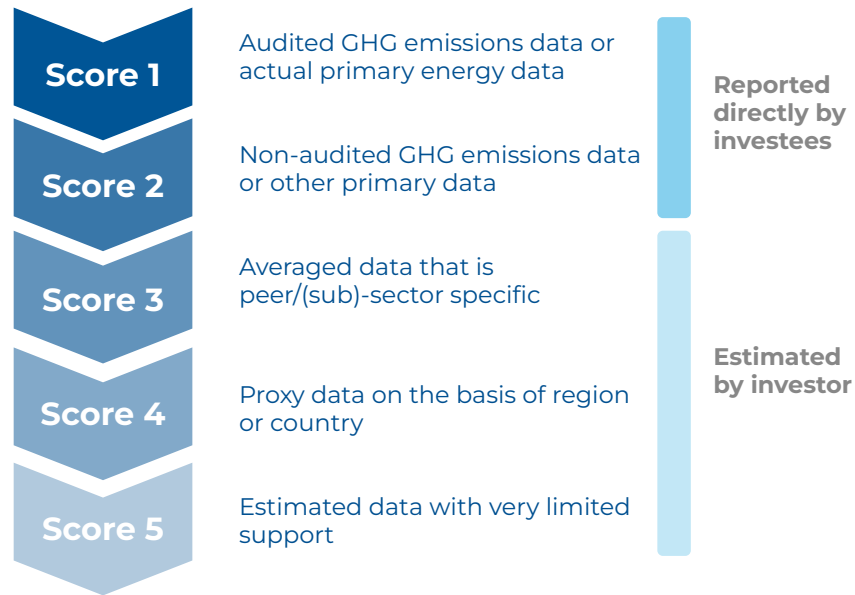 Score 1
Audited GHG emissions data or
actual primary energy data
Score 2
Non-audited GHG emissions data
or other primary data
Reported
directly by
investees
Score 3
Averaged data that is
peer/(sub)-sector specific
Score 4
Proxy data on the basis of region
or country
Score 5
Estimated data with very limited
support
Estimated
by investor